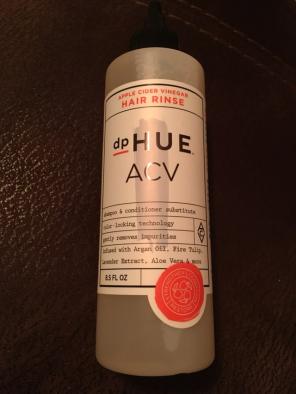 APPLE CIDER VINEGAR
HAIR RINSE
dpHUE
ACV
shampoo & conditioner substitute
color-locking technology
gently removes impurities
infused with Argan Oil, Fire Tulip,
Lavender Extract, Aloe Vera & more
8.5 FL OZ